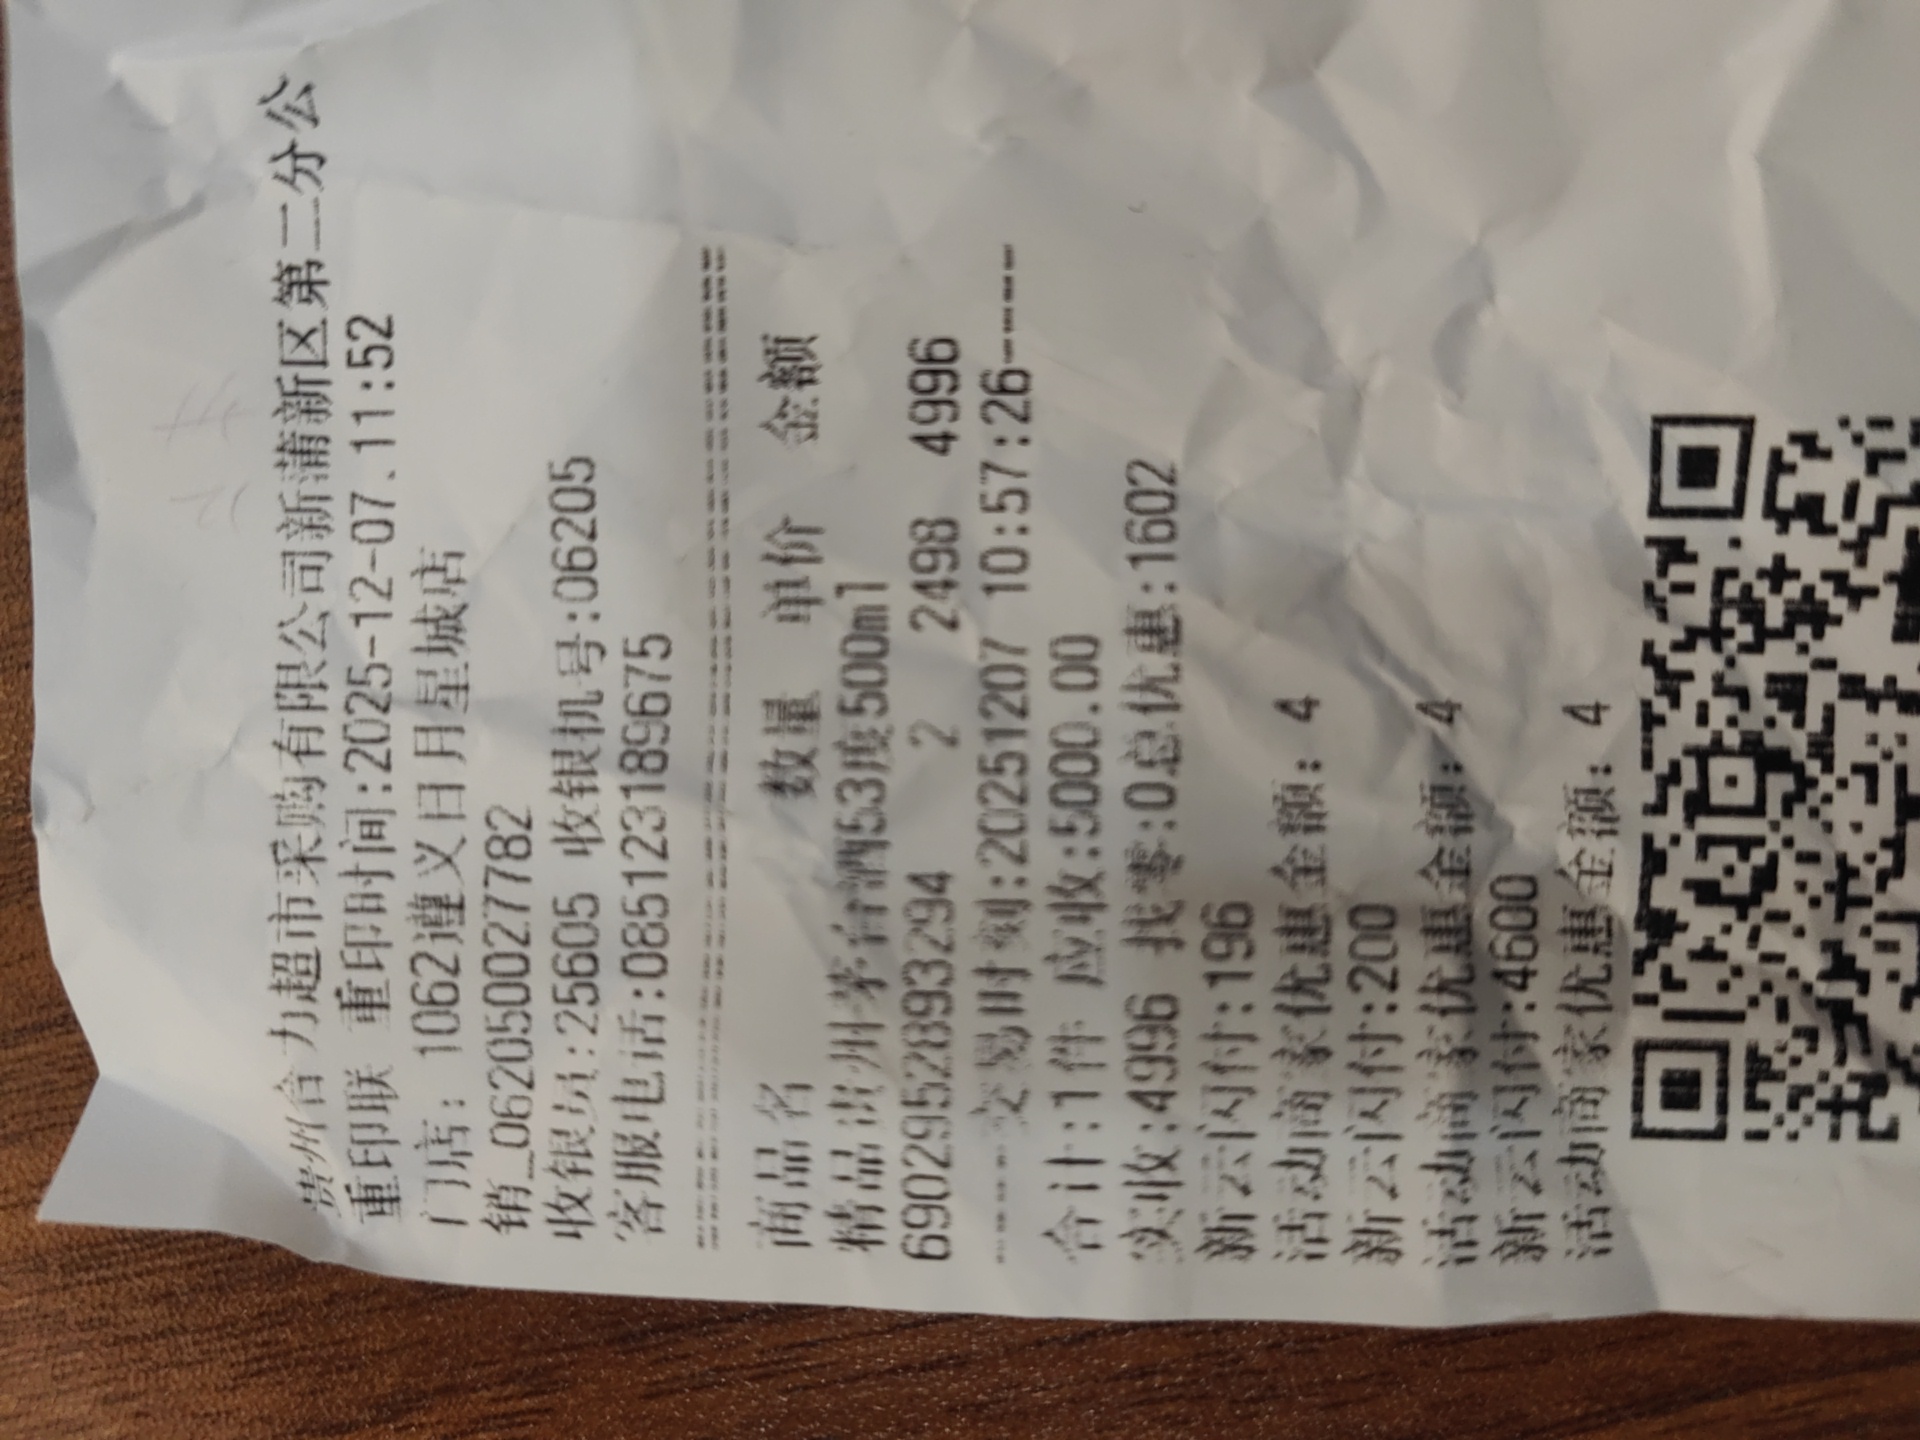 贵州合力超市采购有限公司新蒲新区第二分公
重印联 重印时间:2025-12-07、11:52
门店: 1062遵义日月星城店
销_0620500277​82
收银员:25605 收银机号:06205
客服电话:085123189675
商品名 数量 单价 金额
精品贵州茅台酒53度500ml
6902952893294 2 2498 4996
----交易时刻:20251207 10:57:26-----
合计:1件 应收:5000.00
实收:4996 找零:0总优惠:1602
新云闪付:196
活动商家优惠金额: 4
新云闪付:200
活动商家优惠金额: 4
新云闪付:4600
活动商家优惠金额: 4